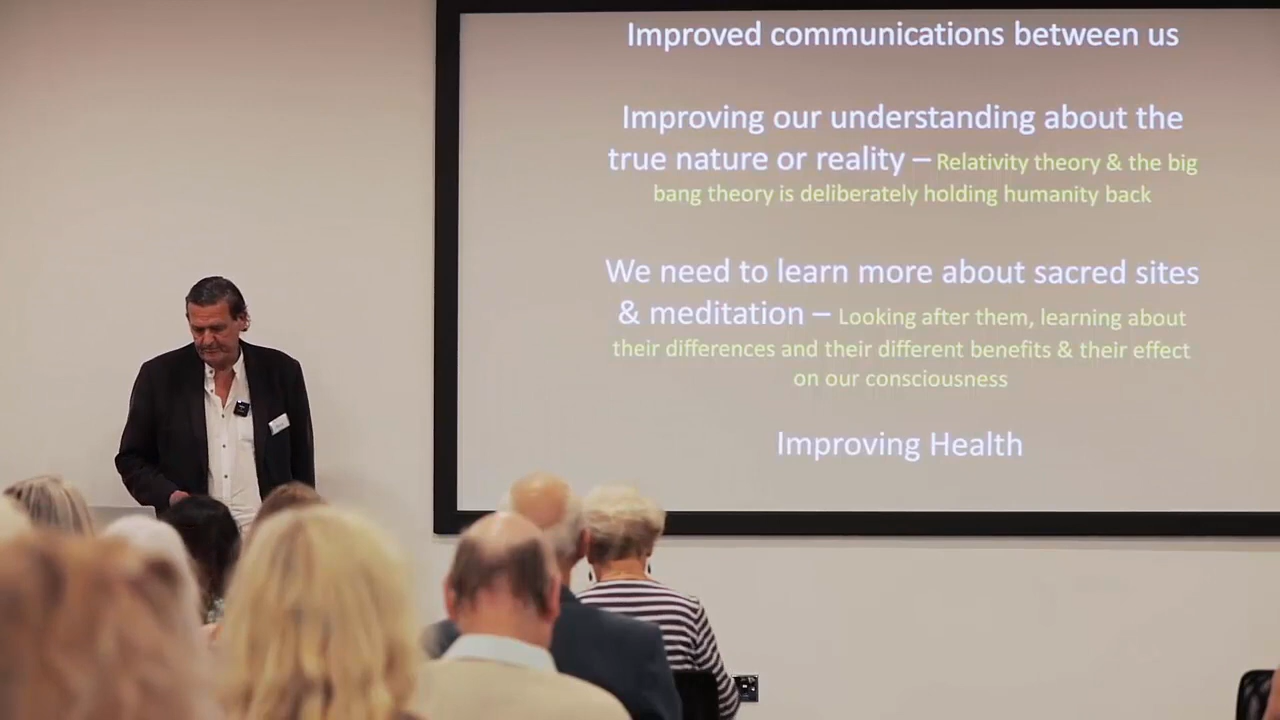 Improved communications between us
Improving our understanding about the
true nature or reality – Relativity theory & the big
bang theory is deliberately holding humanity back
We need to learn more about sacred sites
& meditation – Looking after them, learning about
their differences and their different benefits & their effect
on our consciousness
Improving Health